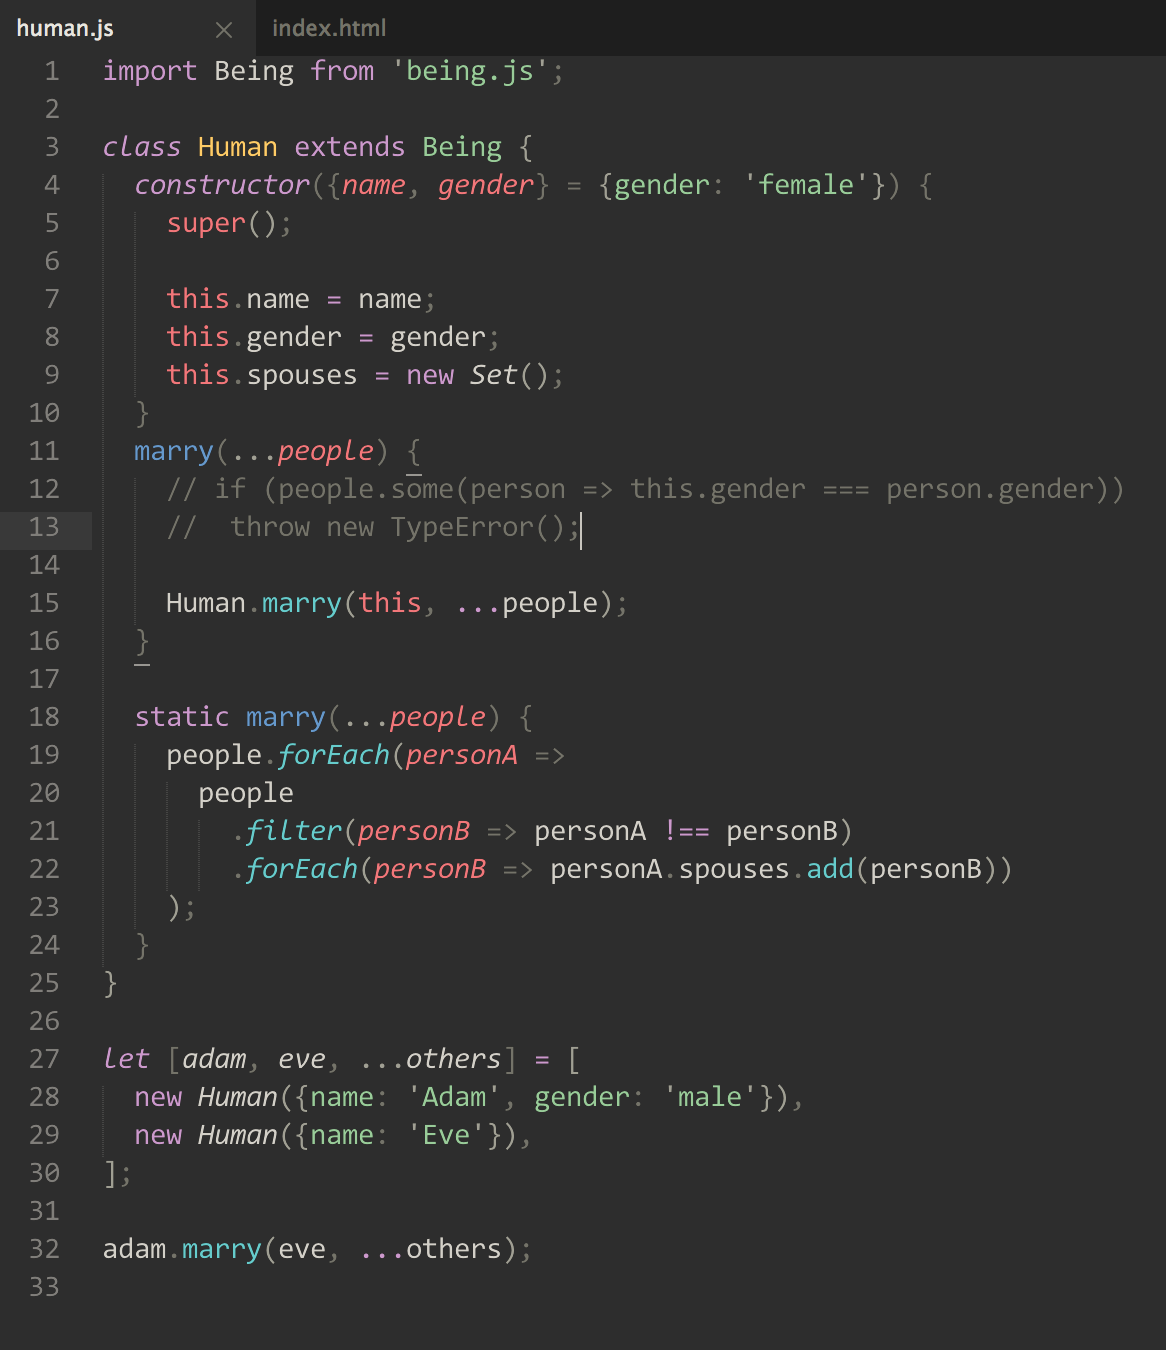 human.js × index.html
1 import Being from 'being.js';
2
3 class Human extends Being {
4   constructor({name, gender} = {gender: 'female'}) {
5     super();
6
7     this.name = name;
8     this.gender = gender;
9     this.spouses = new Set();
10   }
11   marry(...people) {
12     // if (people.some(person => this.gender === person.gender))
13     //  throw new TypeError();
14
15     Human.marry(this, ...people);
16   }
17
18   static marry(...people) {
19     people.forEach(personA =>
20       people
21         .filter(personB => personA !== personB)
22         .forEach(personB => personA.spouses.add(personB))
23     );
24   }
25 }
26
27 let [adam, eve, ...others] = [
28   new Human({name: 'Adam', gender: 'male'}),
29   new Human({name: 'Eve'}),
30 ];
31
32 adam.marry(eve, ...others);
33